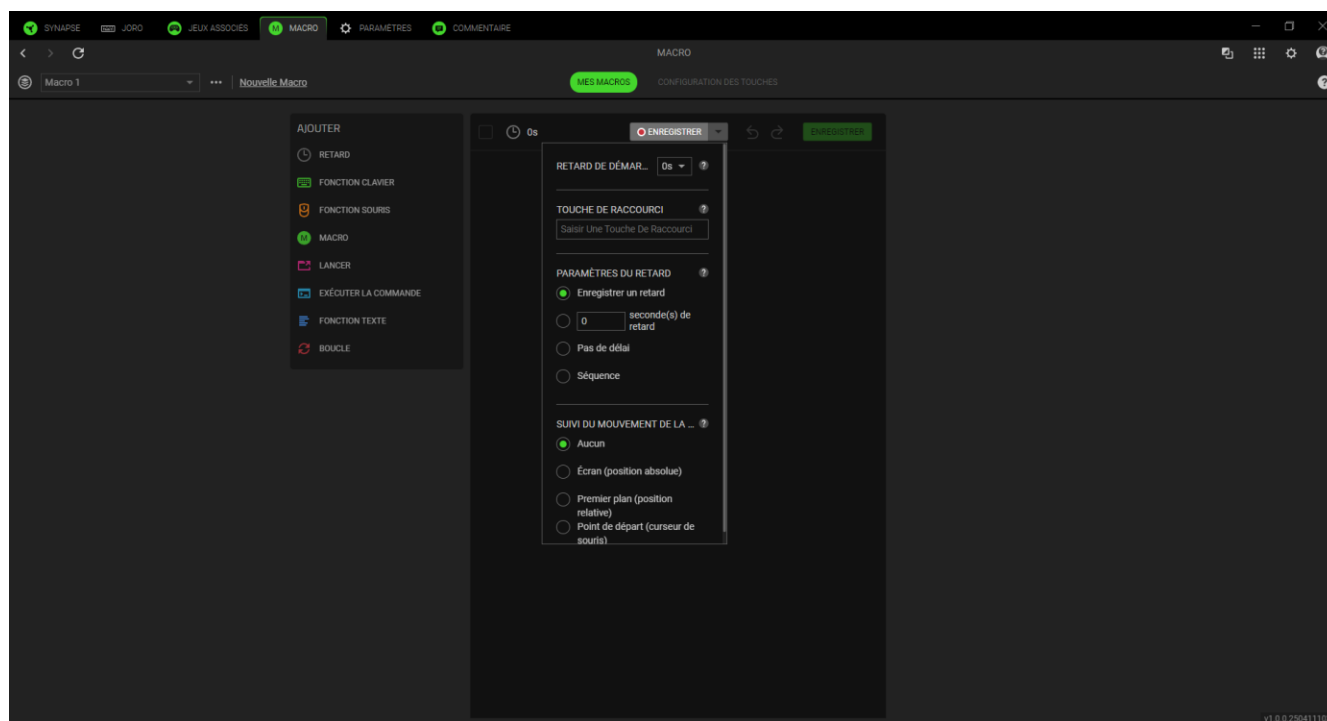 SYNAPSE JORO JEUX ASSOCIÉS M MACRO PARAMÈTRES COMMENTAIRE
MACRO
Macro 1 Nouvelle Macro MES MACROS CONFIGURATION DES TOUCHES
AJOUTER
RETARD
FONCTION CLAVIER
FONCTION SOURIS
M MACRO
LANCER
EXÉCUTER LA COMMANDE
FONCTION TEXTE
BOUCLE
0s ENREGISTRER ENREGISTRER
RETARD DE DÉMAR... 0s
TOUCHE DE RACCOURCI
Saisir Une Touche De Raccourci
PARAMÈTRES DU RETARD
Enregistrer un retard
0 seconde(s) de
retard
Pas de délai
Séquence
SUIVI DU MOUVEMENT DE LA ...
Aucun
Écran (position absolue)
Premier plan (position
relative)
Point de départ (curseur de
souris)
v1.0.0.25041110